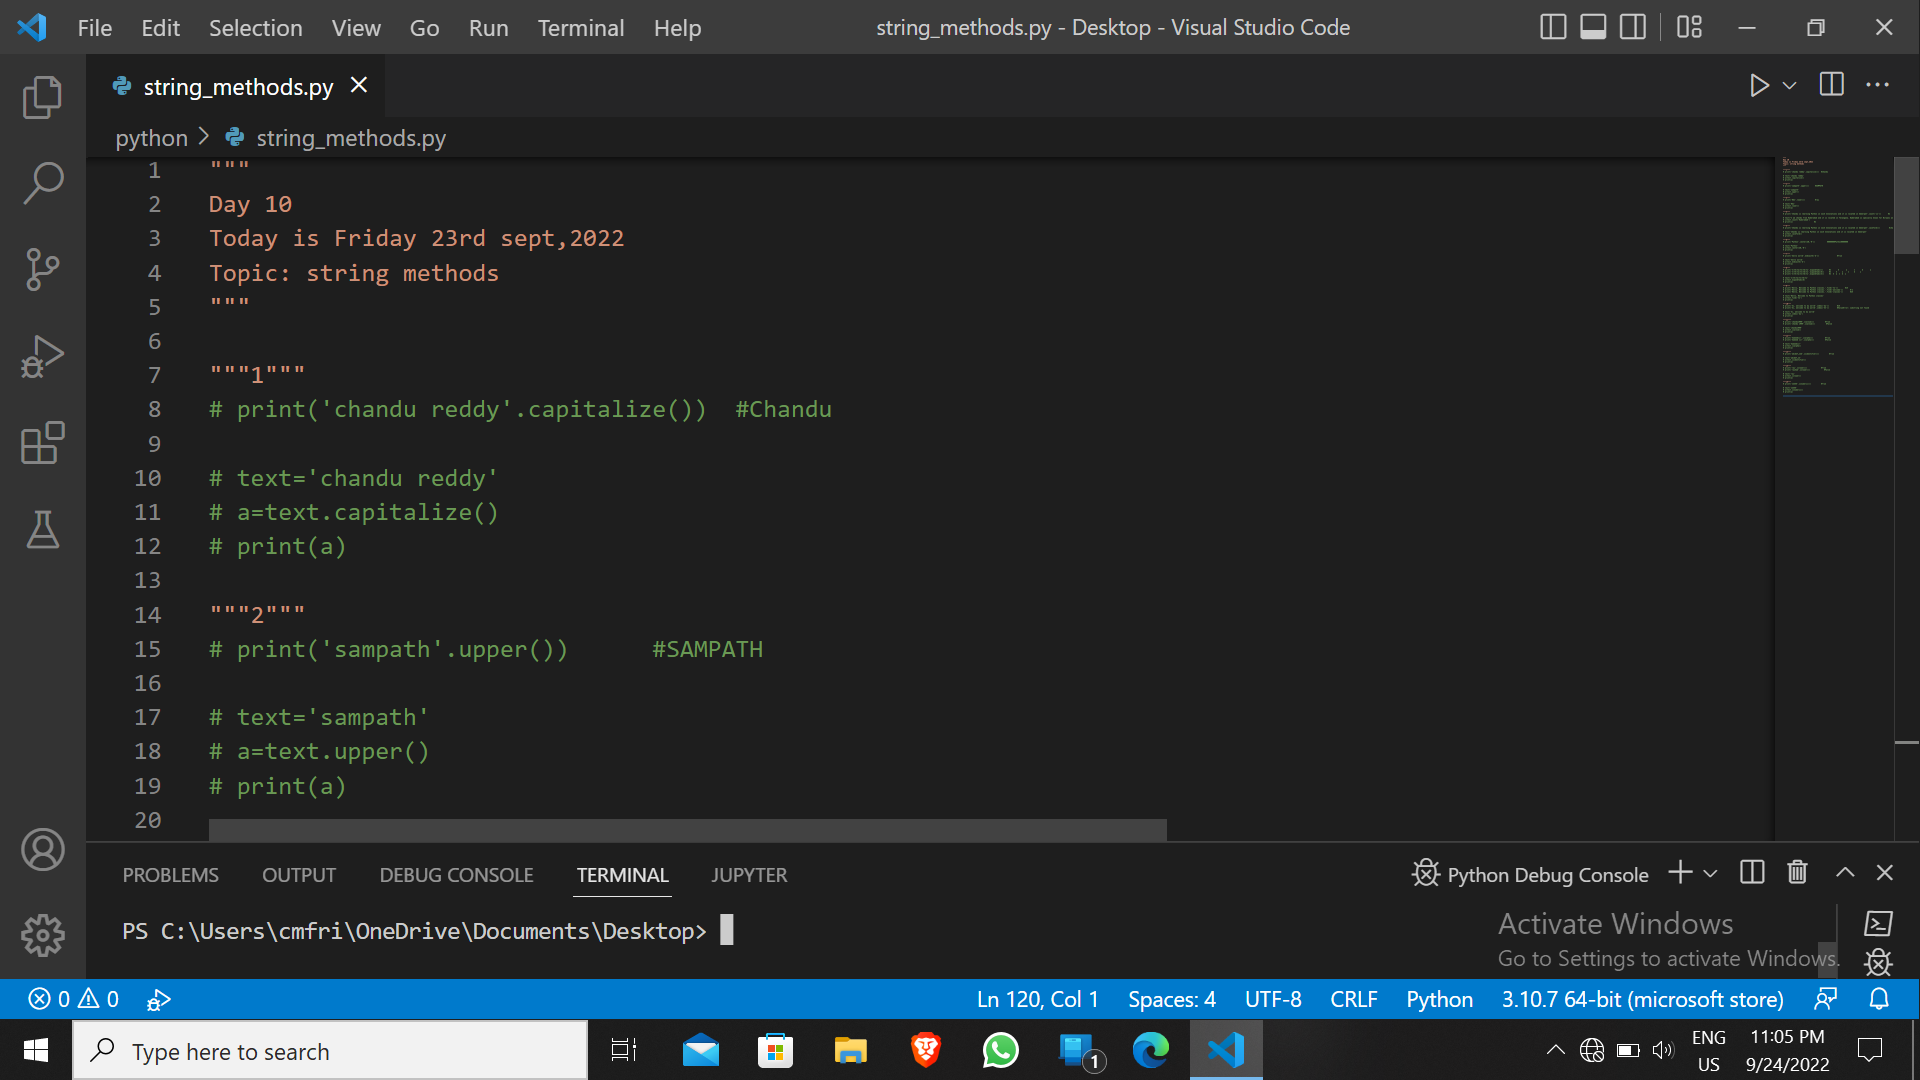 File Edit Selection View Go Run Terminal Help string_methods.py - Desktop - Visual Studio Code
string_methods.py
python > string_methods.py
1 """
2 Day 10
3 Today is Friday 23rd sept,2022
4 Topic: string methods
5 """
6
7 """1"""
8 # print('chandu reddy'.capitalize())  #Chandu
9
10 # text='chandu reddy'
11 # a=text.capitalize()
12 # print(a)
13
14 """2"""
15 # print('sampath'.upper())      #SAMPATH
16
17 # text='sampath'
18 # a=text.upper()
19 # print(a)
20
PROBLEMS OUTPUT DEBUG CONSOLE TERMINAL JUPYTER Python Debug Console
PS C:\Users\cmfri\OneDrive\Documents\Desktop>
Activate Windows
Go to Settings to activate Windows.
0 0 Ln 120, Col 1 Spaces: 4 UTF-8 CRLF Python 3.10.7 64-bit (microsoft store)
Type here to search 1 ENG US 11:05 PM 9/24/2022